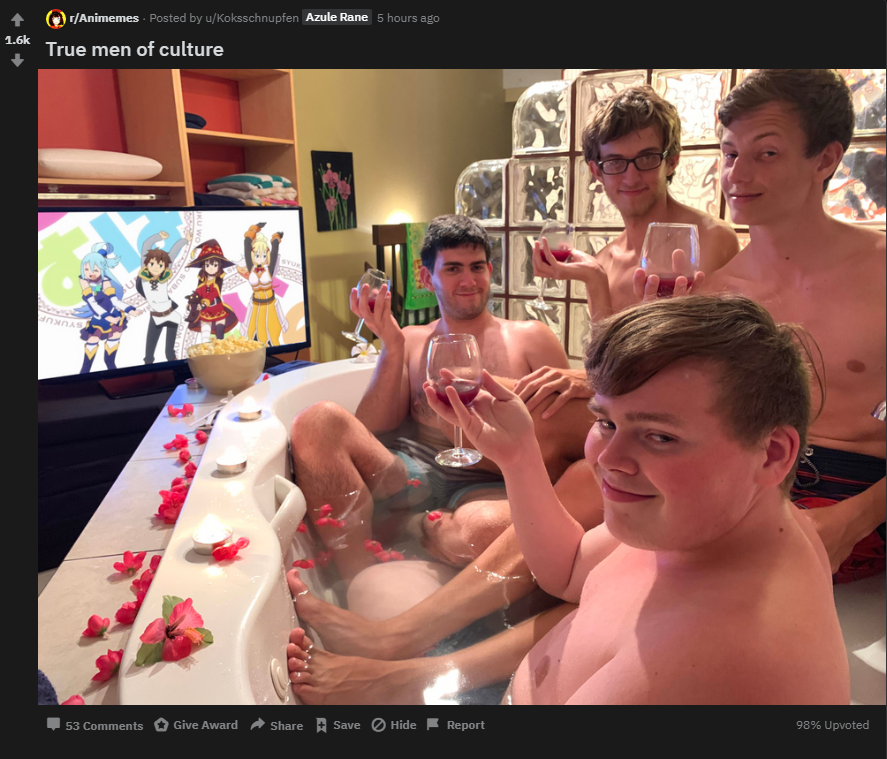 r/Animemes · Posted by u/Koksschnupfen Azule Rane 5 hours ago
1.6k
True men of culture
53 Comments Give Award Share Save Hide Report 98% Upvoted